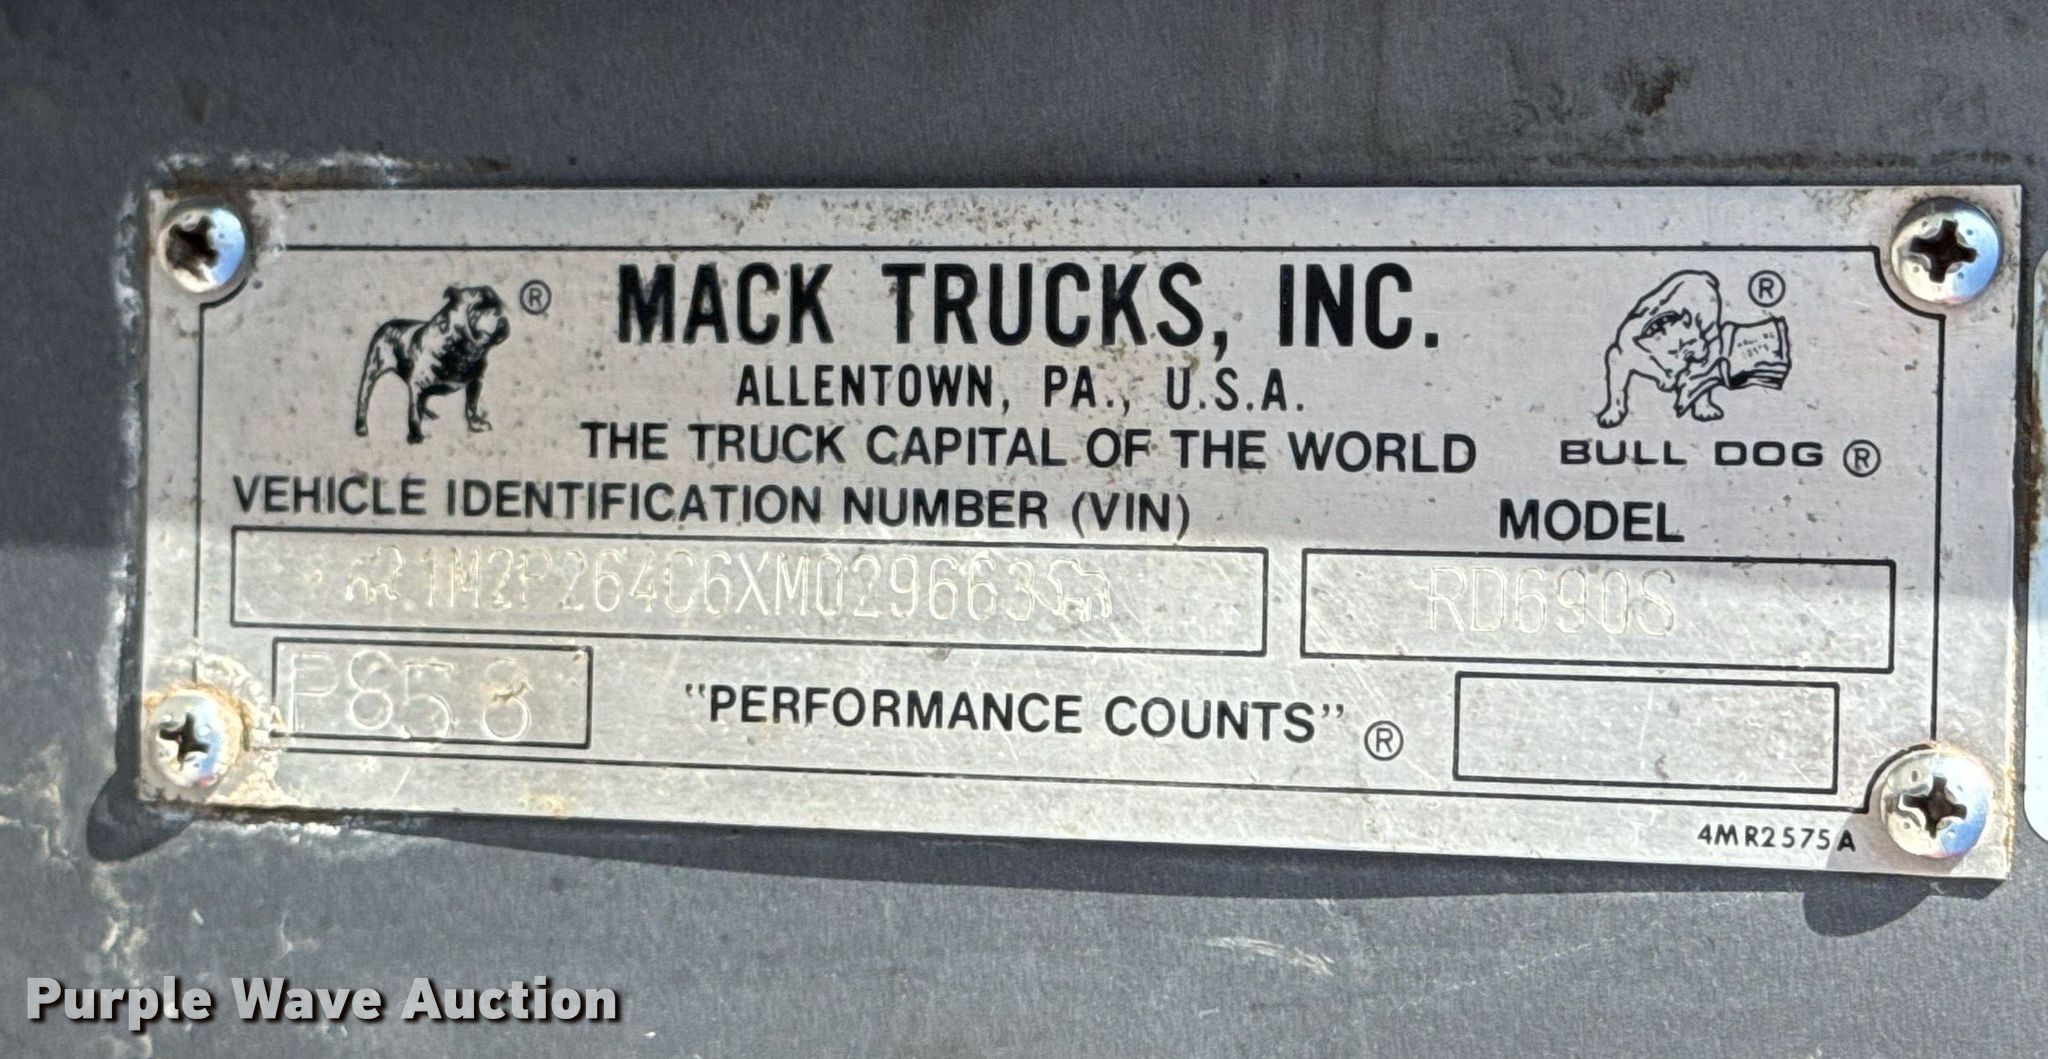 ®
MACK TRUCKS, INC.
®
ALLENTOWN, PA., U.S.A.
THE TRUCK CAPITAL OF THE WORLD
BULL DOG ®
VEHICLE IDENTIFICATION NUMBER (VIN)
MODEL
1M2P264C6XM029663
RD690S
P858
"PERFORMANCE COUNTS" ®
4MR2575A
Purple Wave Auction